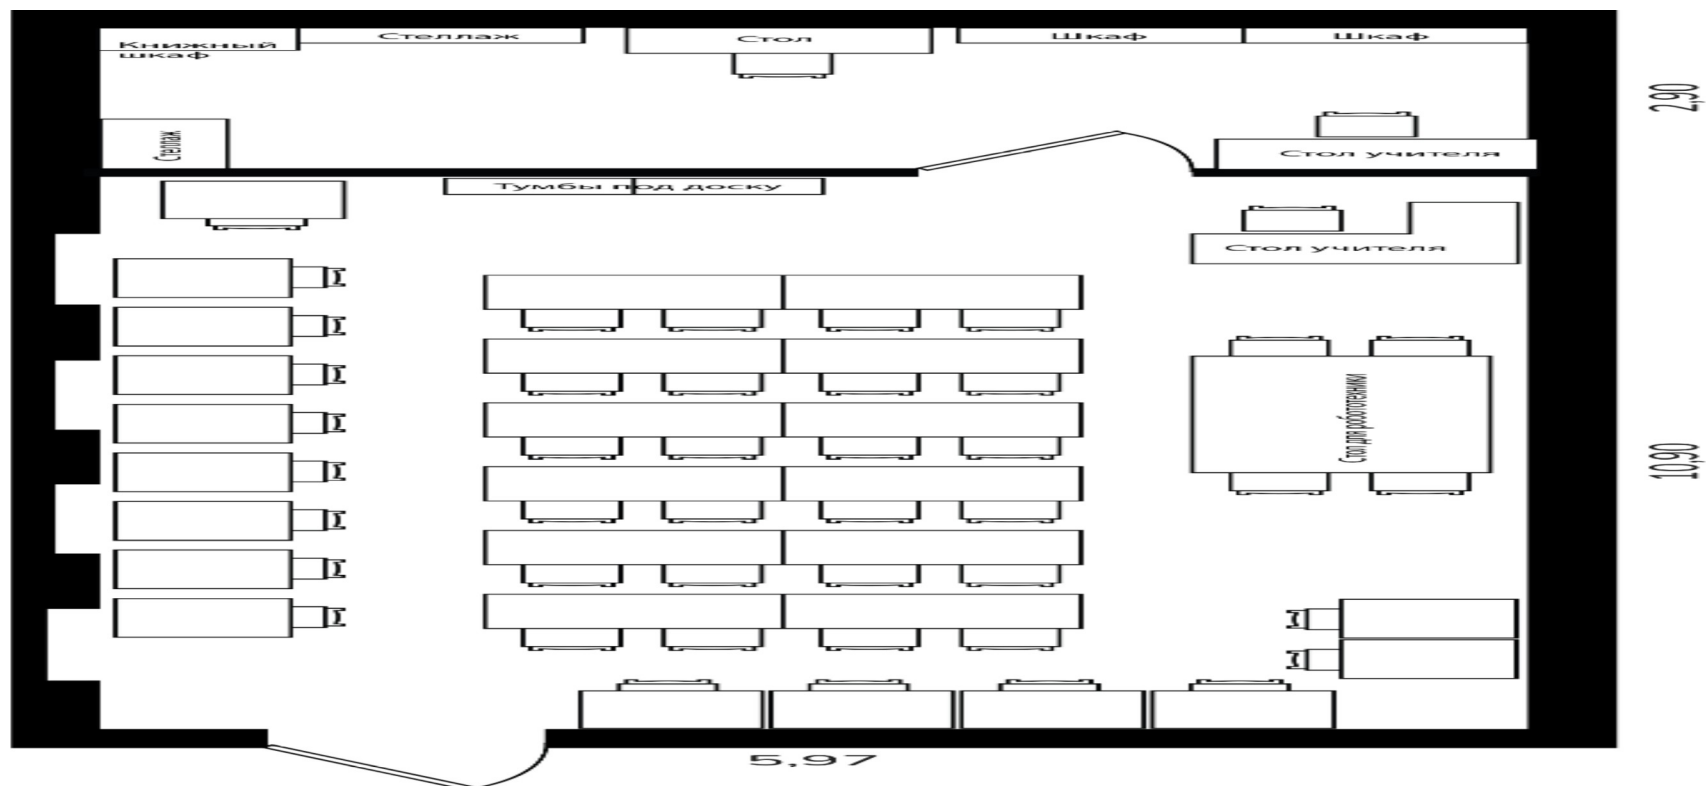 Книжный
шкаф
Стеллаж
Стол
Шкаф
Шкаф
2,90
Стеллаж
Стол учителя
Тумбы под доску
Стол учителя
Стол для робототехники
10,90
5,97